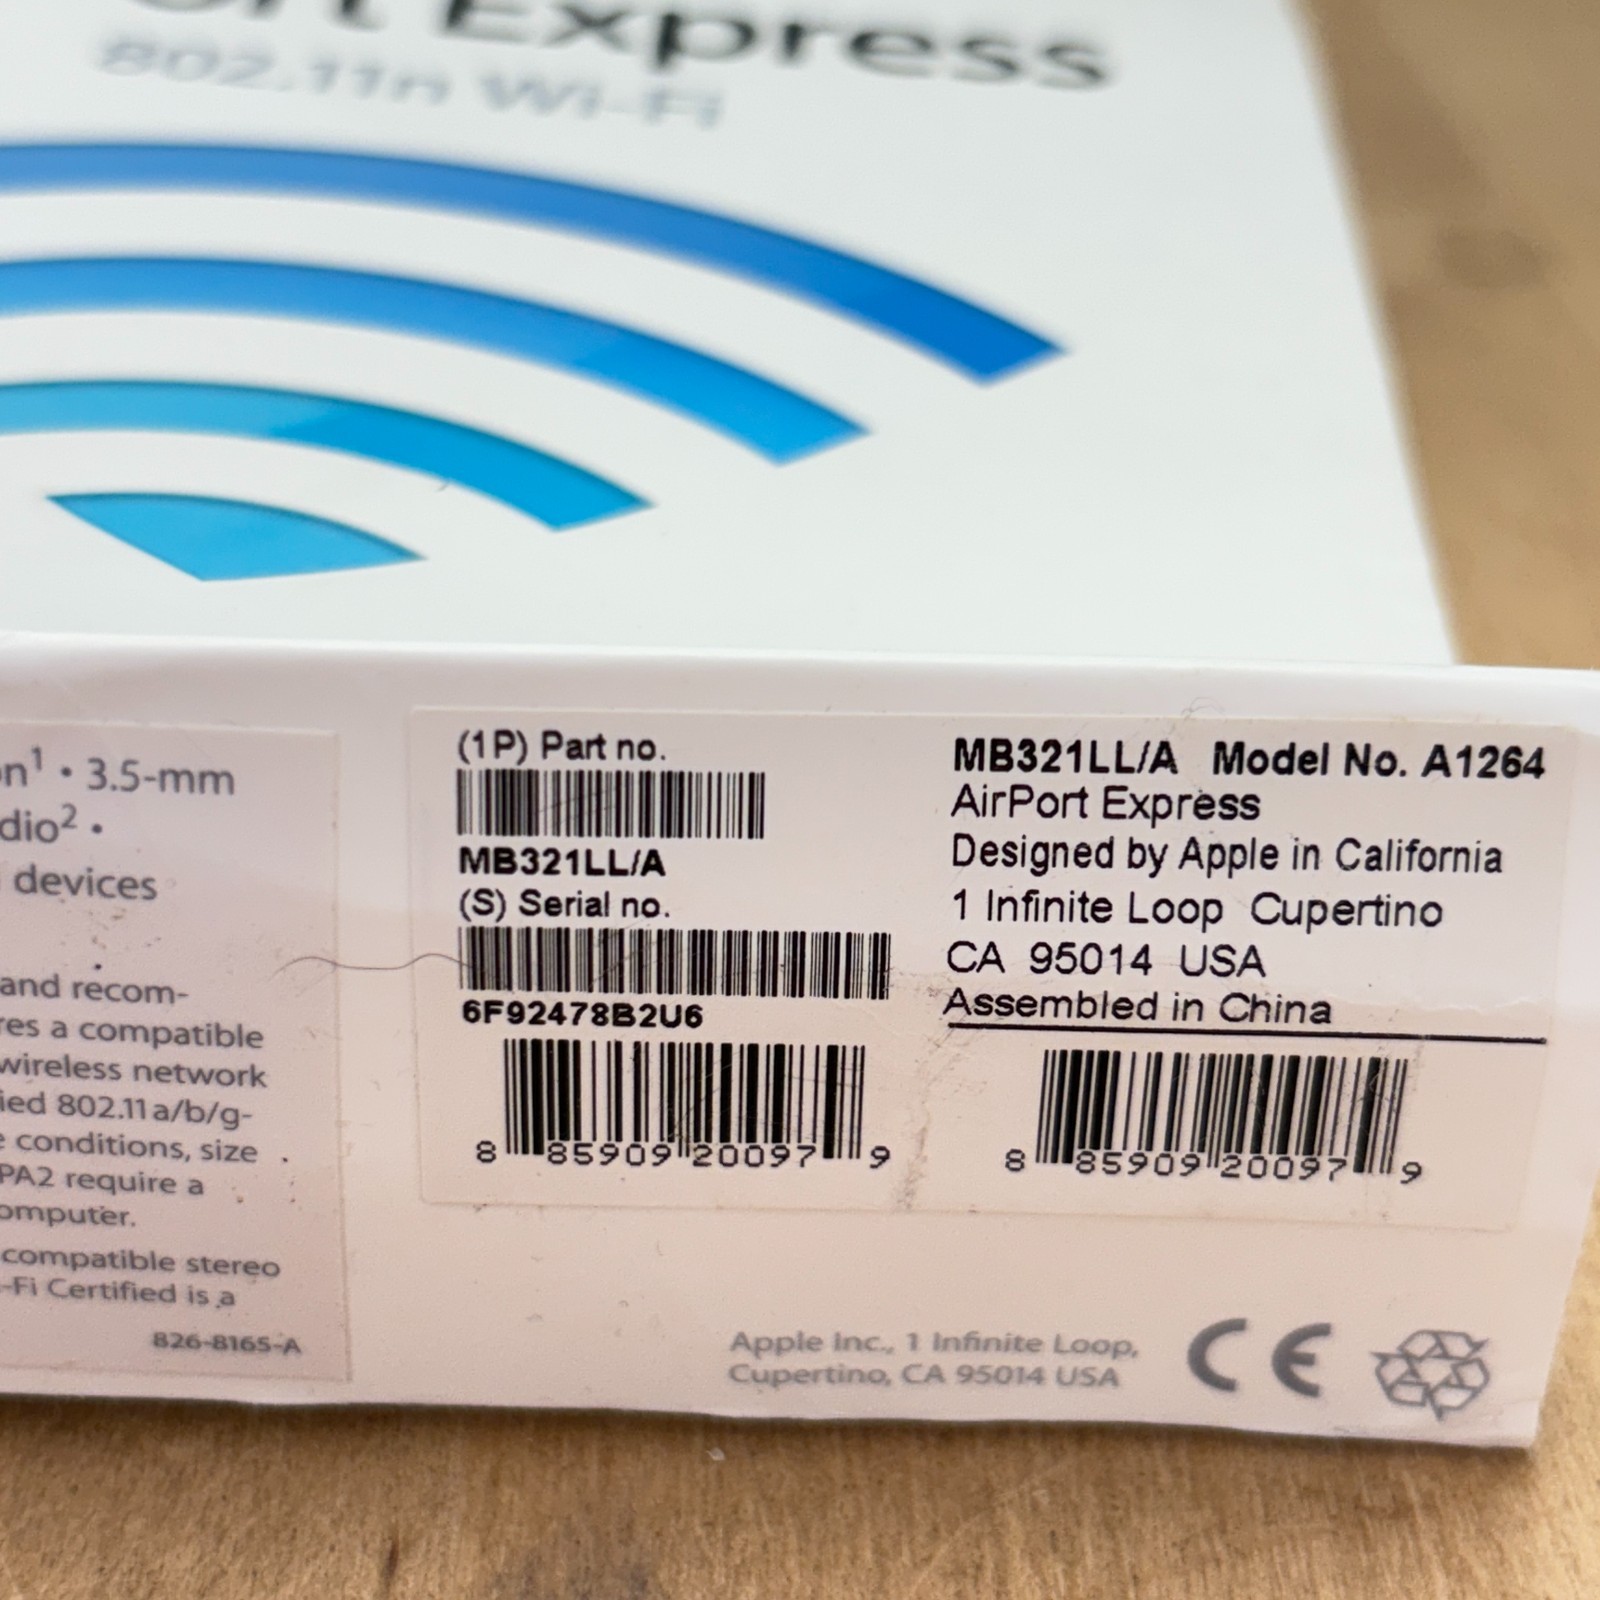 Express
802.11n Wi-Fi
on¹ • 3.5-mm
dio² •
devices
and recom-
res a compatible
wireless network
ied 802.11a/b/g-
conditions, size
PA2 require a
omputer.
compatible stereo
-Fi Certified is a
826-8165-A
(1P) Part no.
MB321LL/A
(S) Serial no.
6F92478B2U6
8 85909 20097 9
MB321LL/A Model No. A1264
AirPort Express
Designed by Apple in California
1 Infinite Loop Cupertino
CA 95014 USA
Assembled in China
8 85909 20097 9
Apple Inc., 1 Infinite Loop,
Cupertino, CA 95014 USA
CE